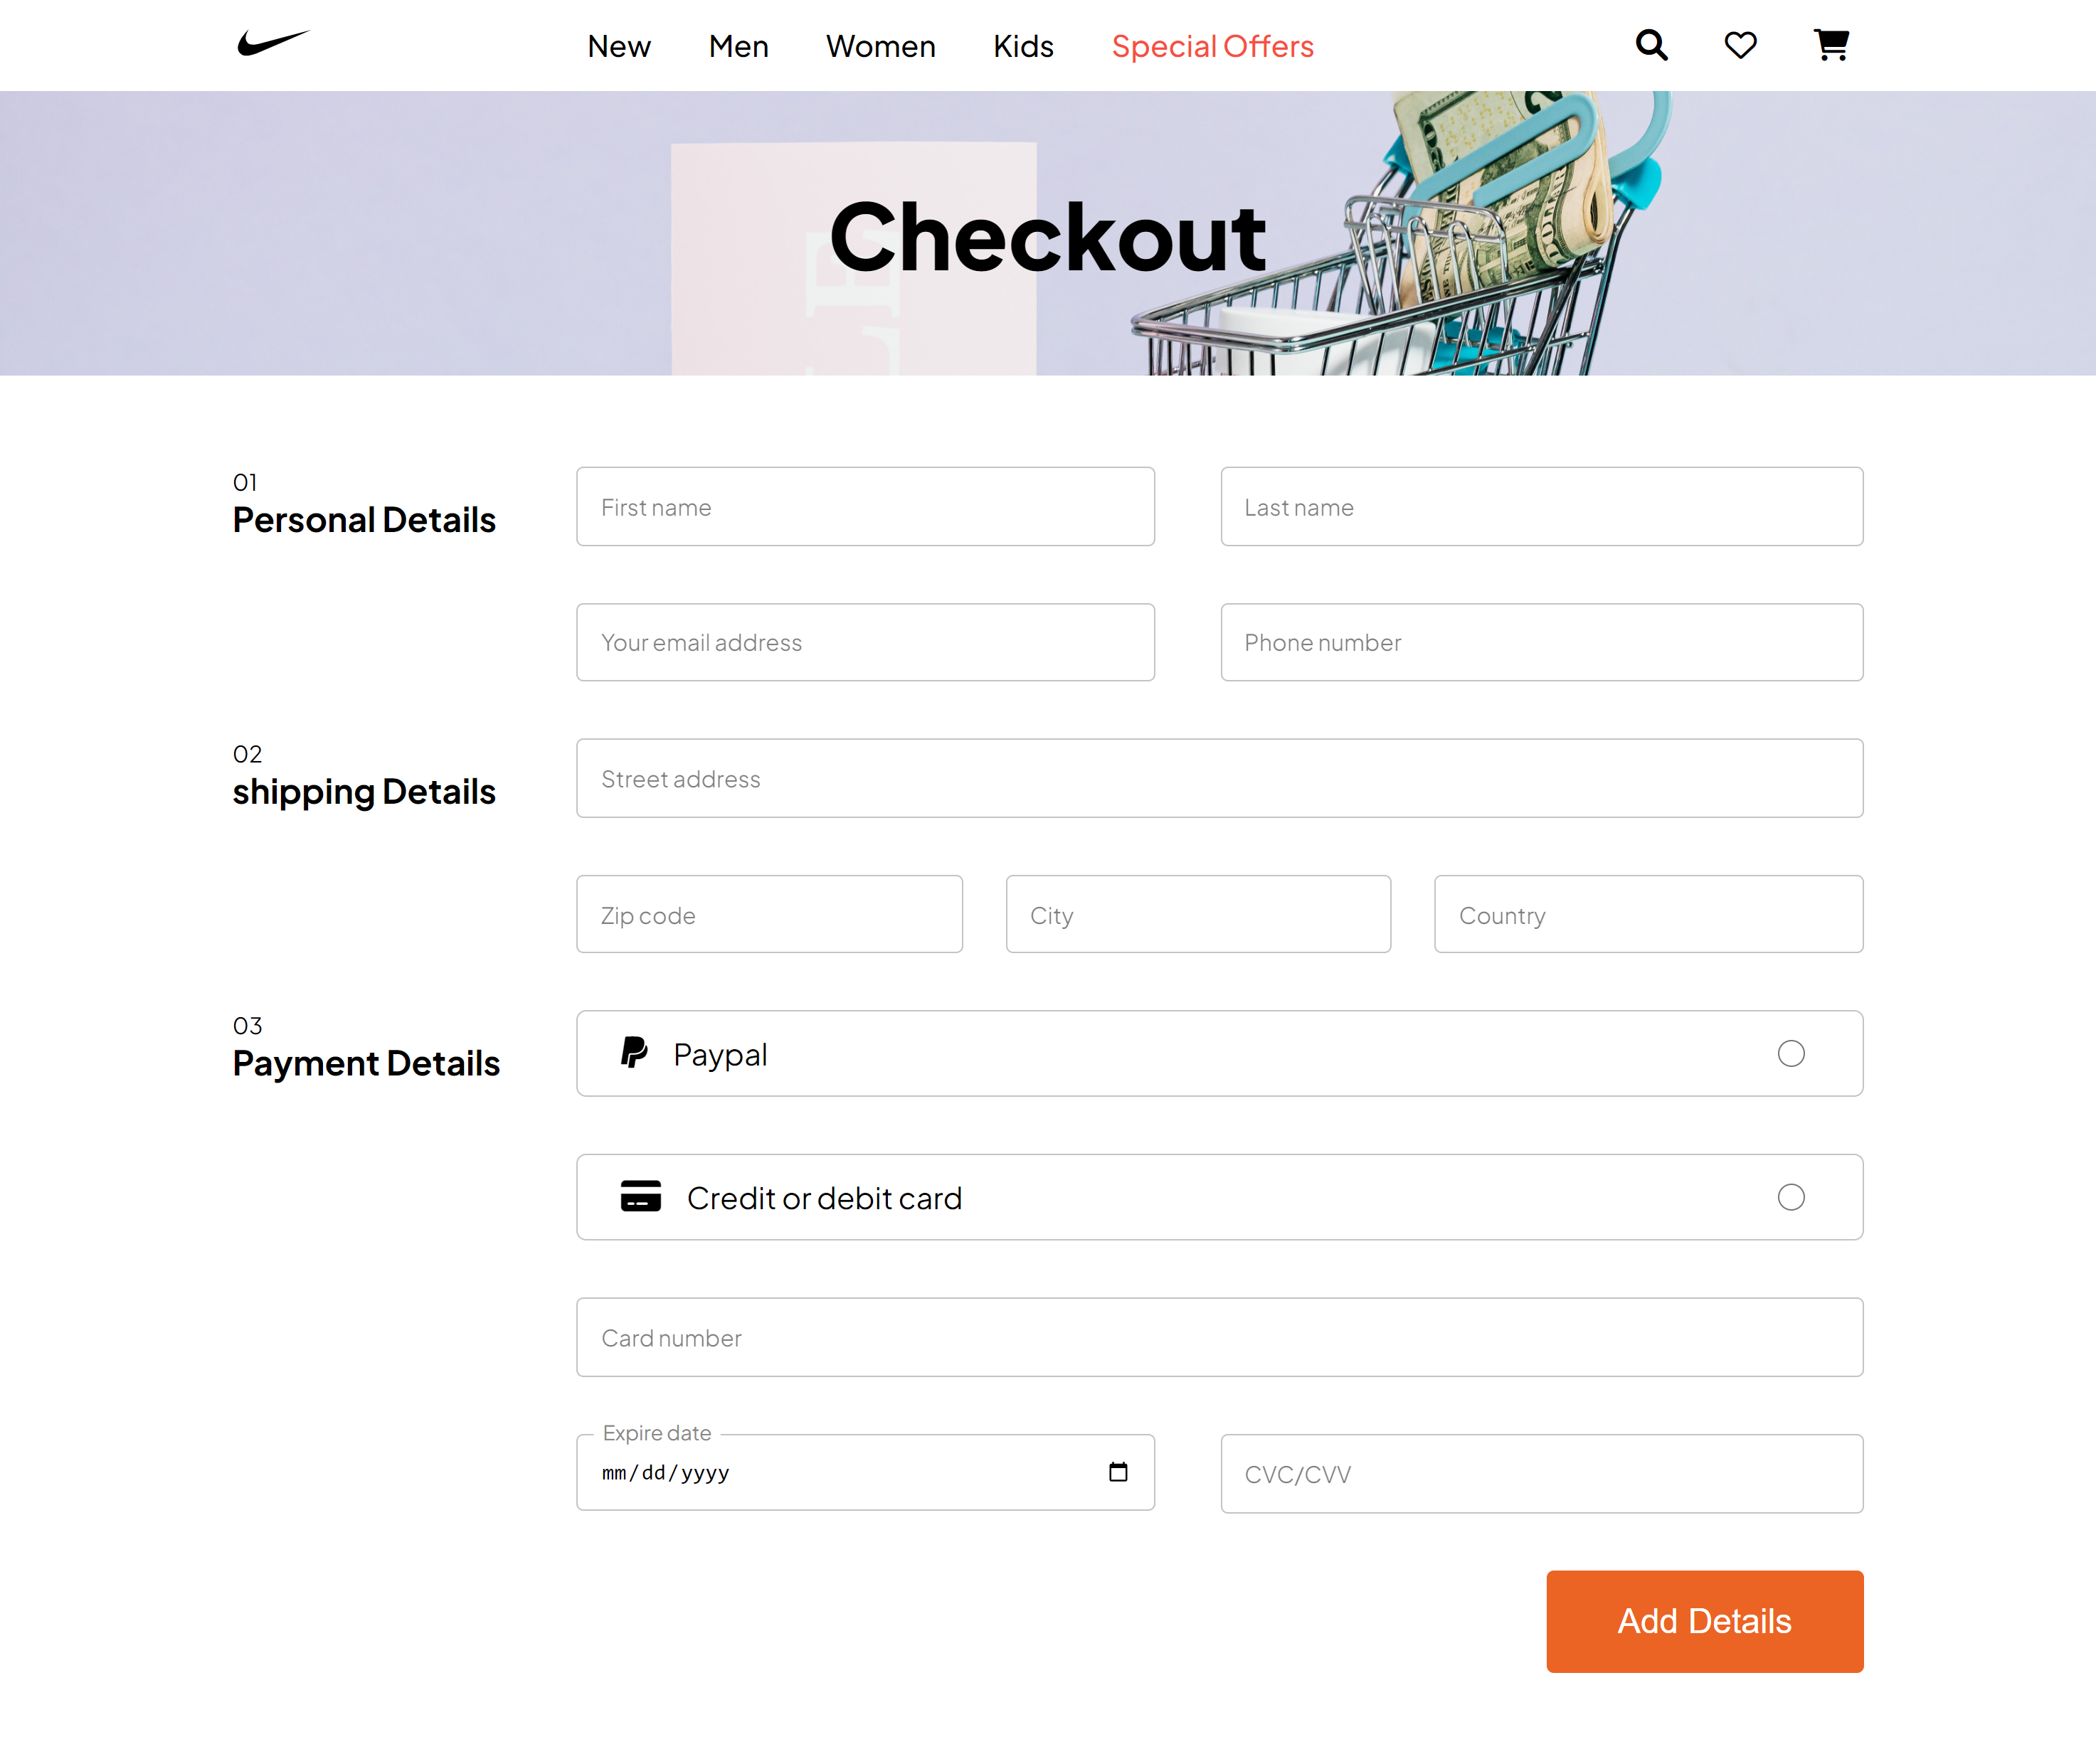 New Men Women Kids Special Offers
Checkout
LE
01
Personal Details
First name
Last name
Your email address
Phone number
02
shipping Details
Street address
Zip code
City
Country
03
Payment Details
Paypal
Credit or debit card
Card number
Expire date
mm/dd/yyyy
CVC/CVV
Add Details